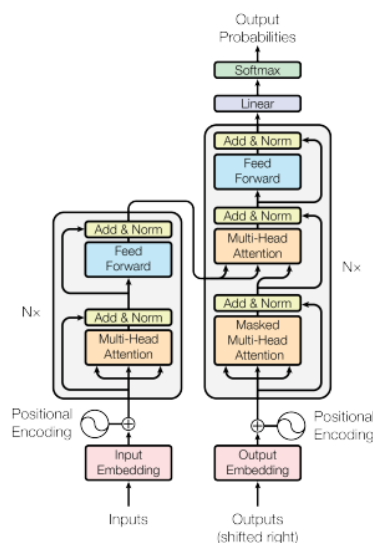 Output
Probabilities
Softmax
Linear
Add & Norm
Feed
Forward
Add & Norm
Multi-Head
Attention
Add & Norm
Masked
Multi-Head
Attention
Nx
Add & Norm
Feed
Forward
Add & Norm
Multi-Head
Attention
Nx
Positional
Encoding
Positional
Encoding
Input
Embedding
Output
Embedding
Inputs
Outputs
(shifted right)